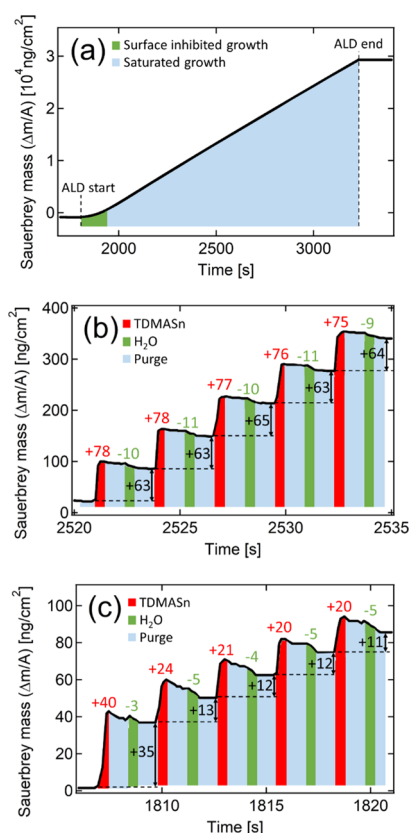 (a)
Surface inhibited growth
Saturated growth
ALD end
ALD start
Sauerbrey mass (Δm/A) [10⁴ng/cm²]
3
2
1
0
2000
2500
3000
Time [s]
(b)
TDMASn
H₂O
Purge
Sauerbrey mass (Δm/A) [ng/cm²]
400
300
200
100
0
+78
-10
+63
+78
-11
+63
+77
-10
+65
+76
-11
+63
+75
-9
+64
2520
2525
2530
2535
Time [s]
(c)
TDMASn
H₂O
Purge
Sauerbrey mass (Δm/A) [ng/cm²]
100
80
60
40
20
0
+40
-3
+35
+24
-5
+13
+21
-4
+12
+20
-5
+12
+20
-5
+11
1810
1815
1820
Time [s]